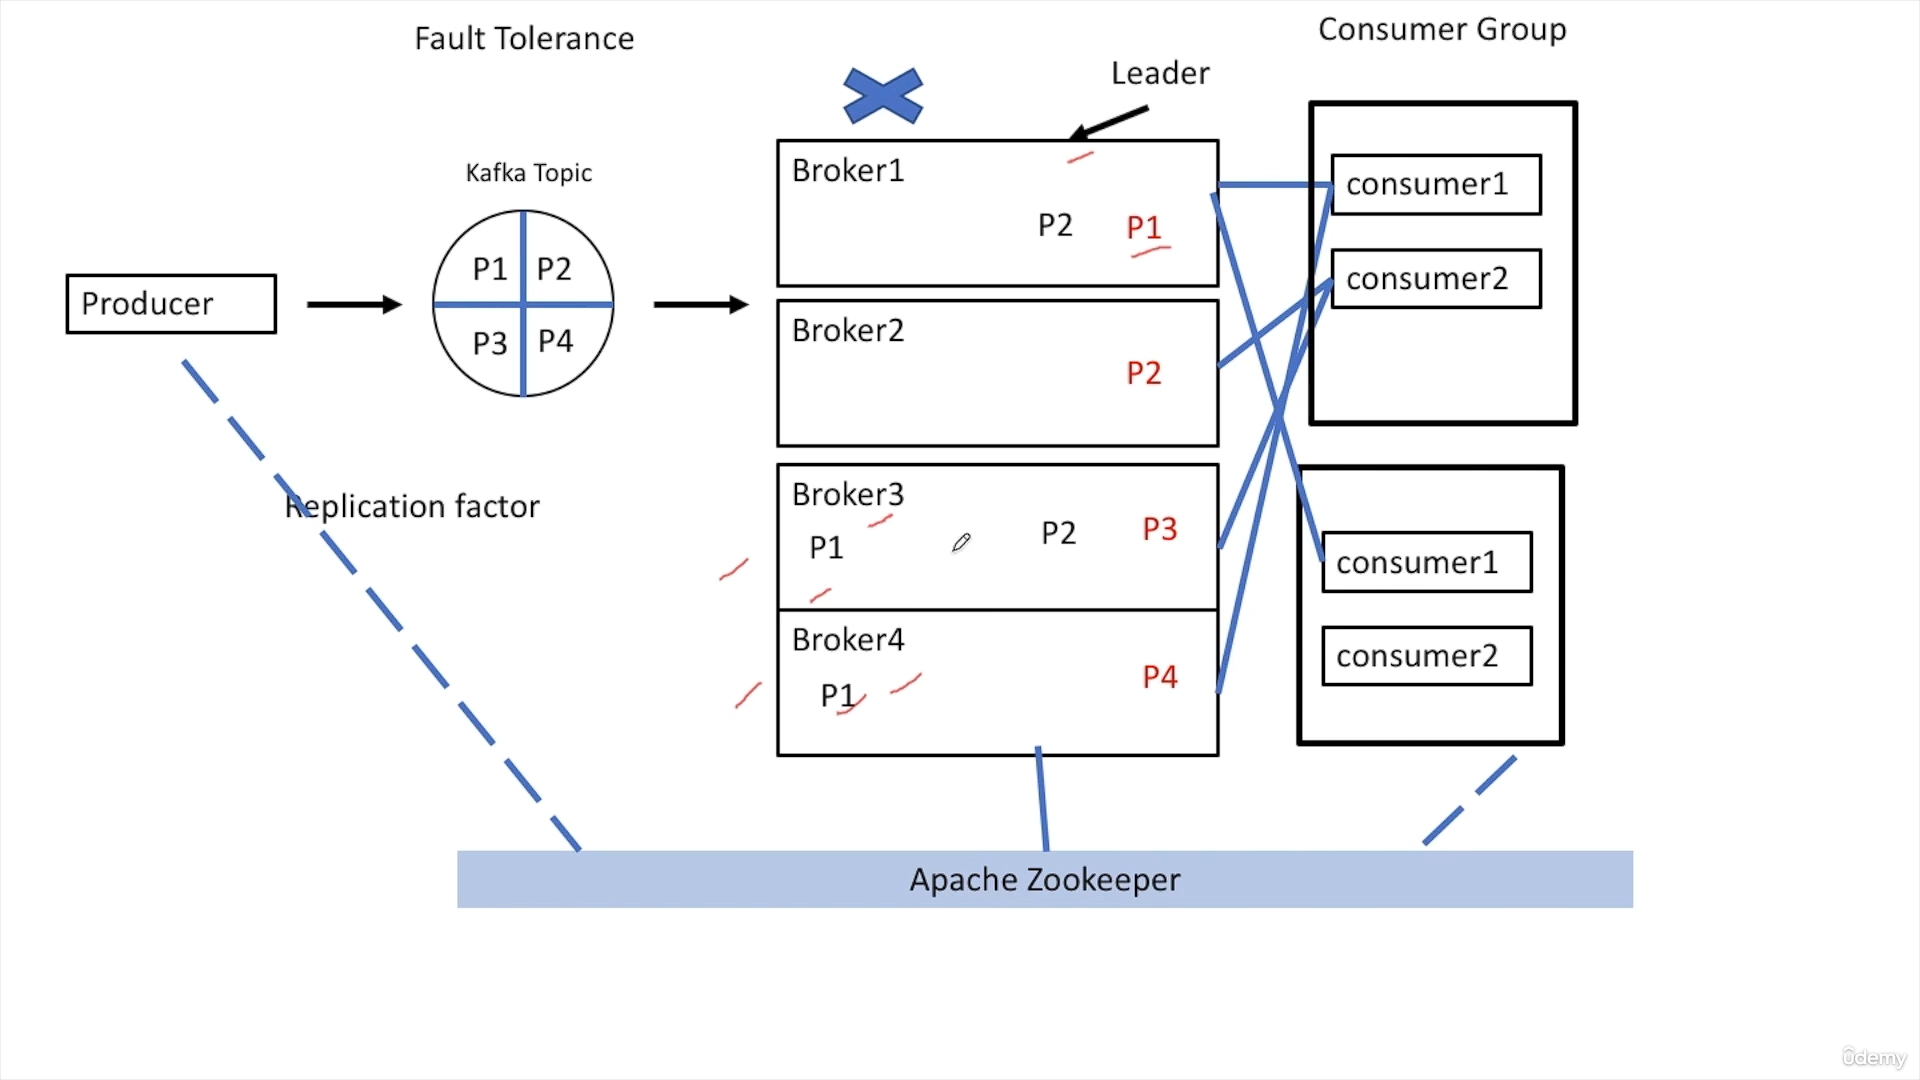 Fault Tolerance
Consumer Group
Leader
Kafka Topic
P1 P2
P3 P4
Producer
Replication factor
Broker1
P2 P1
Broker2
P2
Broker3
P1 P2 P3
Broker4
P1 P4
consumer1
consumer2
consumer1
consumer2
Apache Zookeeper
ûdemy